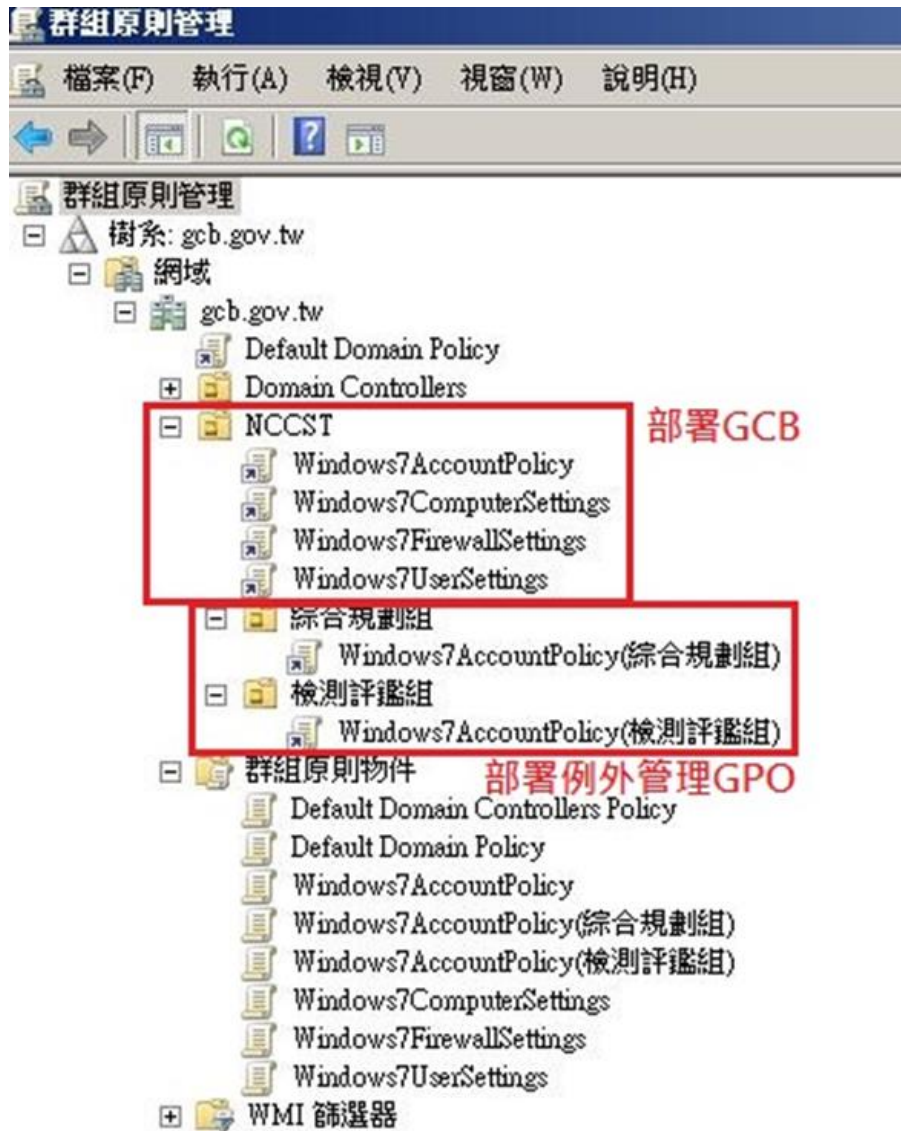 群組原則管理
檔案(F) 執行(A) 檢視(V) 視窗(W) 說明(H)
群組原則管理
樹系: gcb.gov.tw
網域
gcb.gov.tw
Default Domain Policy
Domain Controllers
NCCST 部署GCB
Windows7AccountPolicy
Windows7ComputerSettings
Windows7FirewallSettings
Windows7UserSettings
綜合規劃組
Windows7AccountPolicy(綜合規劃組)
檢測評鑑組
Windows7AccountPolicy(檢測評鑑組)
群組原則物件 部署例外管理GPO
Default Domain Controllers Policy
Default Domain Policy
Windows7AccountPolicy
Windows7AccountPolicy(綜合規劃組)
Windows7AccountPolicy(檢測評鑑組)
Windows7ComputerSettings
Windows7FirewallSettings
Windows7UserSettings
WMI 篩選器